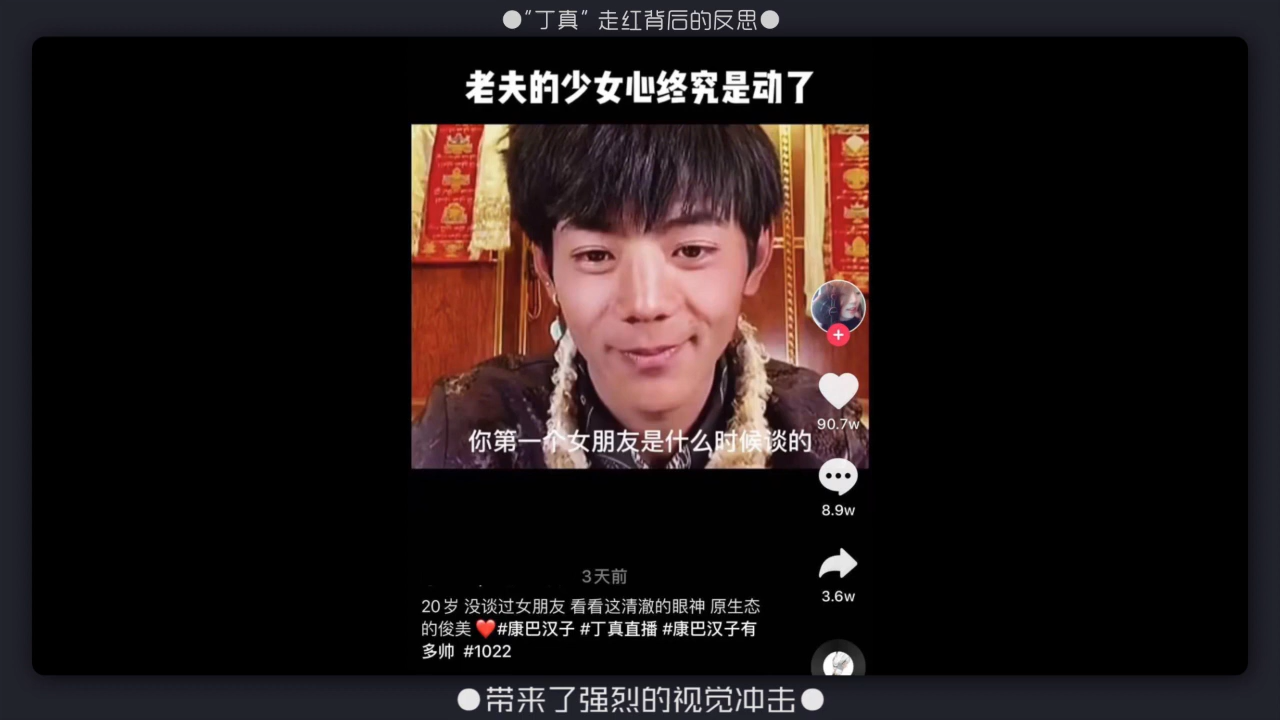 ●“丁真”走红背后的反思●
老夫的少女心终究是动了
你第一个女朋友是什么时候谈的
90.7w
8.9w
3.6w
3天前
20岁 没谈过女朋友 看看这清澈的眼神 原生态
的俊美 ❤️#康巴汉子 #丁真直播 #康巴汉子有
多帅 #1022
●带来了强烈的视觉冲击●